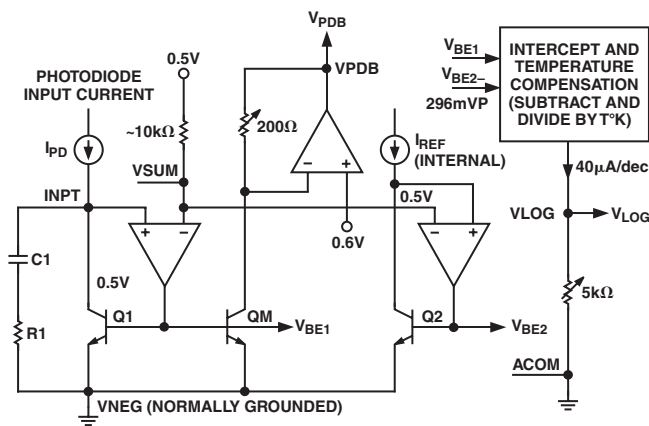 VPDB
VPDB
0.5V
PHOTODIODE
INPUT CURRENT
IPD
~10kΩ
200Ω
VSUM
INPT
0.5V
C1
R1
Q1
QM
VBE1
− +
0.6V
IREF
(INTERNAL)
0.5V
+ −
− +
Q2
VBE2
VNEG (NORMALLY GROUNDED)
VBE1
VBE2–
296mVP
INTERCEPT AND
TEMPERATURE
COMPENSATION
(SUBTRACT AND
DIVIDE BY T°K)
40µA/dec
VLOG
VLOG
5kΩ
ACOM